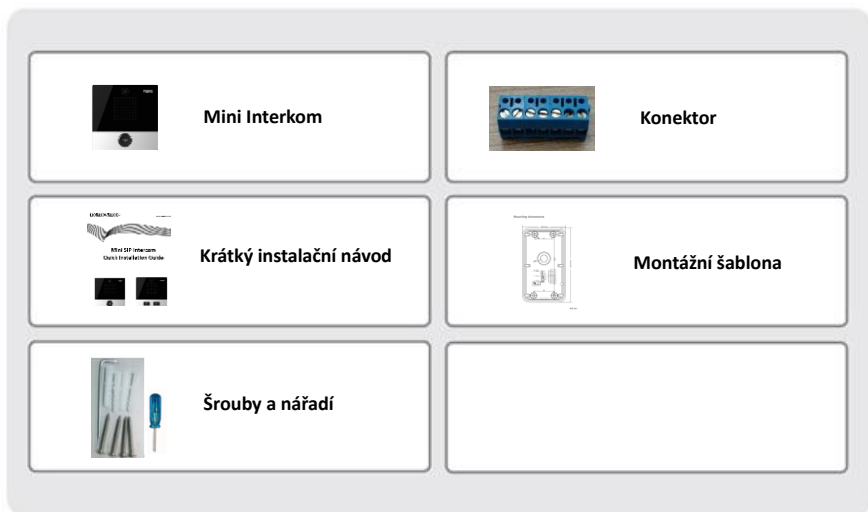 Mini Interkom
Konektor
Mini SIP Intercom
Quick Installation Guide
Krátký instalační návod
Montážní šablona
Šrouby a nářadí